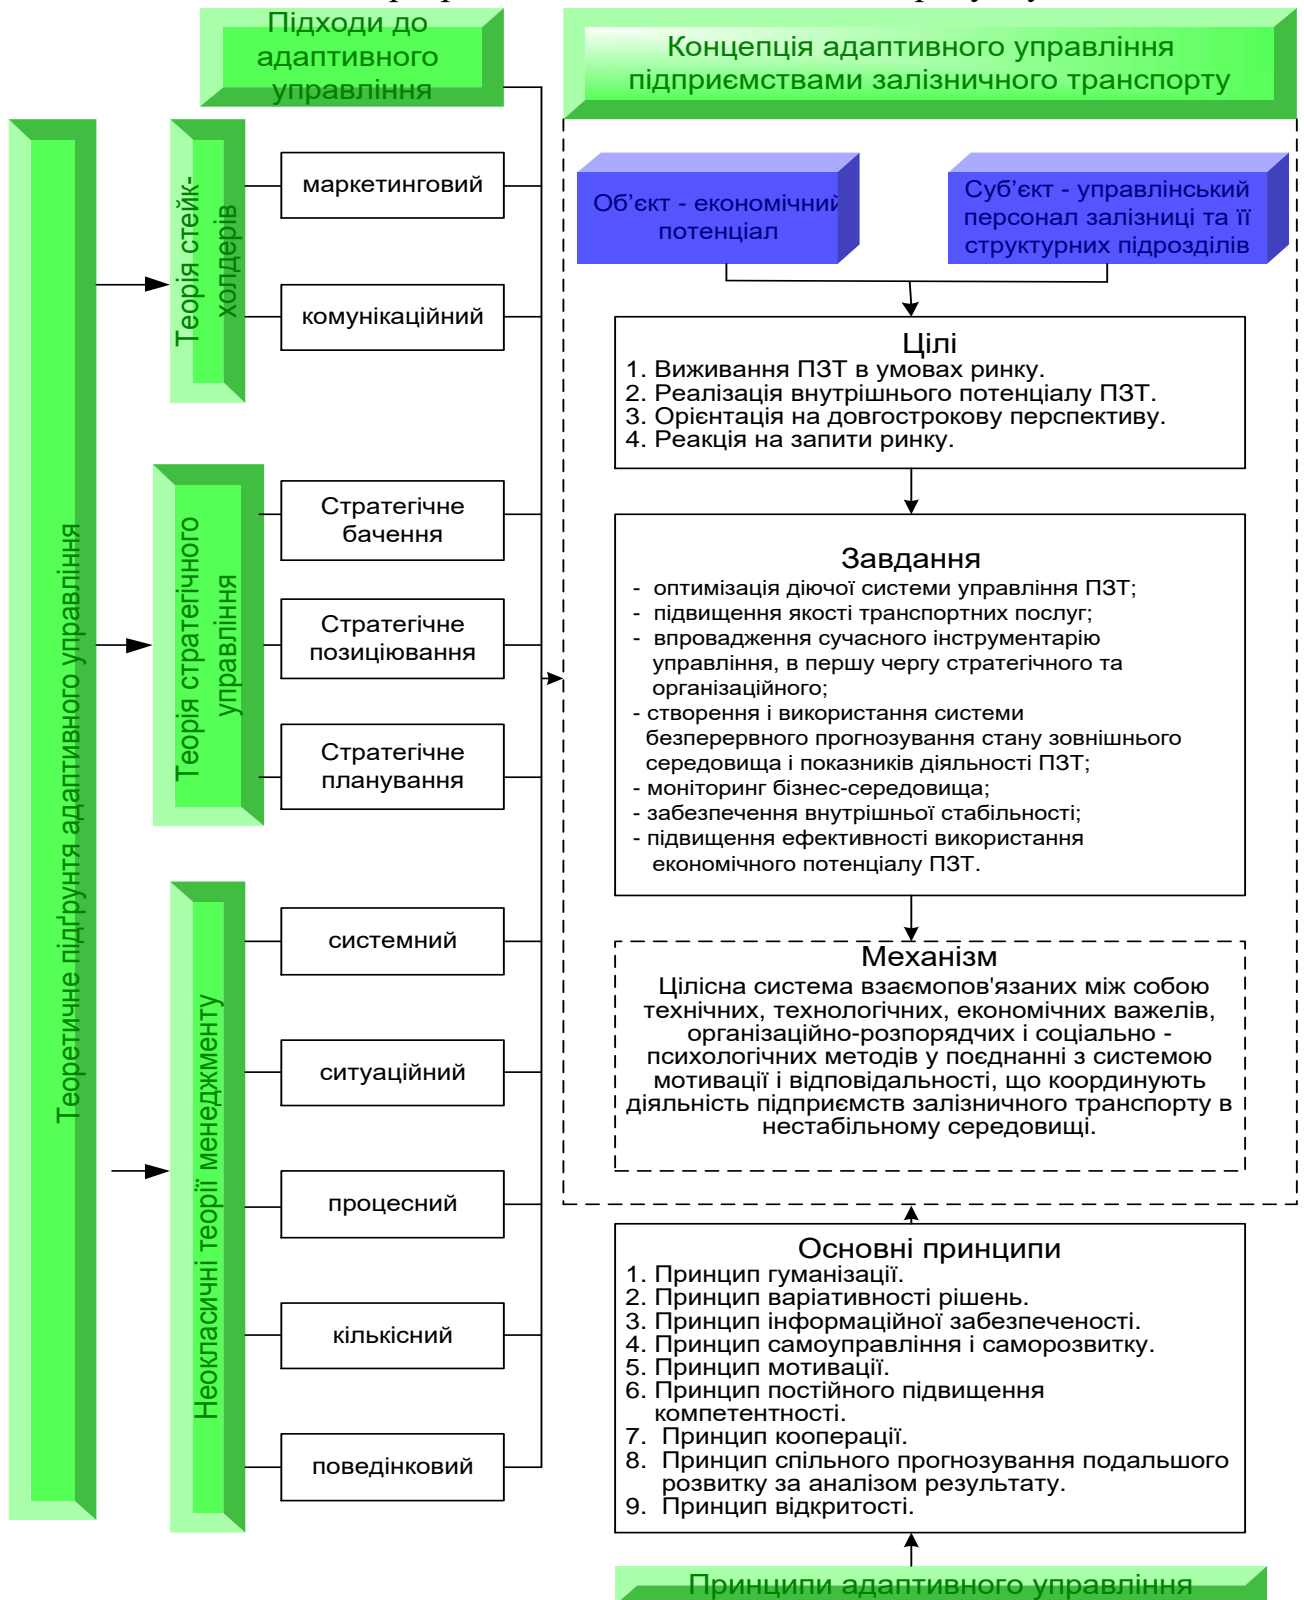 Підходи до
адаптивного
управління
Концепція адаптивного управління
підприємствами залізничного транспорту
Теоретичне підґрунтя адаптивного управління
Теорія стейк-
холдерів
маркетинговий
комунікаційний
Теорія стратегічного
управління
Стратегічне
бачення
Стратегічне
позиціювання
Стратегічне
планування
Неокласичні теорії менеджменту
системний
ситуаційний
процесний
кількісний
поведінковий
Об’єкт - економічний
потенціал
Суб’єкт - управлінський
персонал залізниці та її
структурних підрозділів
Цілі
1. Виживання ПЗТ в умовах ринку.
2. Реалізація внутрішнього потенціалу ПЗТ.
3. Орієнтація на довгострокову перспективу.
4. Реакція на запити ринку.
Завдання
- оптимізація діючої системи управління ПЗТ;
- підвищення якості транспортних послуг;
- впровадження сучасного інструментарію
управління, в першу чергу стратегічного та
організаційного;
- створення і використання системи
безперервного прогнозування стану зовнішнього
середовища і показників діяльності ПЗТ;
- моніторинг бізнес-середовища;
- забезпечення внутрішньої стабільності;
- підвищення ефективності використання
економічного потенціалу ПЗТ.
Механізм
Цілісна система взаємопов'язаних між собою
технічних, технологічних, економічних важелів,
організаційно-розпорядчих і соціально -
психологічних методів у поєднанні з системою
мотивації і відповідальності, що координують
діяльність підприємств залізничного транспорту в
нестабільному середовищі.
Основні принципи
1. Принцип гуманізації.
2. Принцип варіативності рішень.
3. Принцип інформаційної забезпеченості.
4. Принцип самоуправління і саморозвитку.
5. Принцип мотивації.
6. Принцип постійного підвищення
компетентності.
7. Принцип кооперації.
8. Принцип спільного прогнозування подальшого
розвитку за аналізом результату.
9. Принцип відкритості.
Принципи адаптивного управління